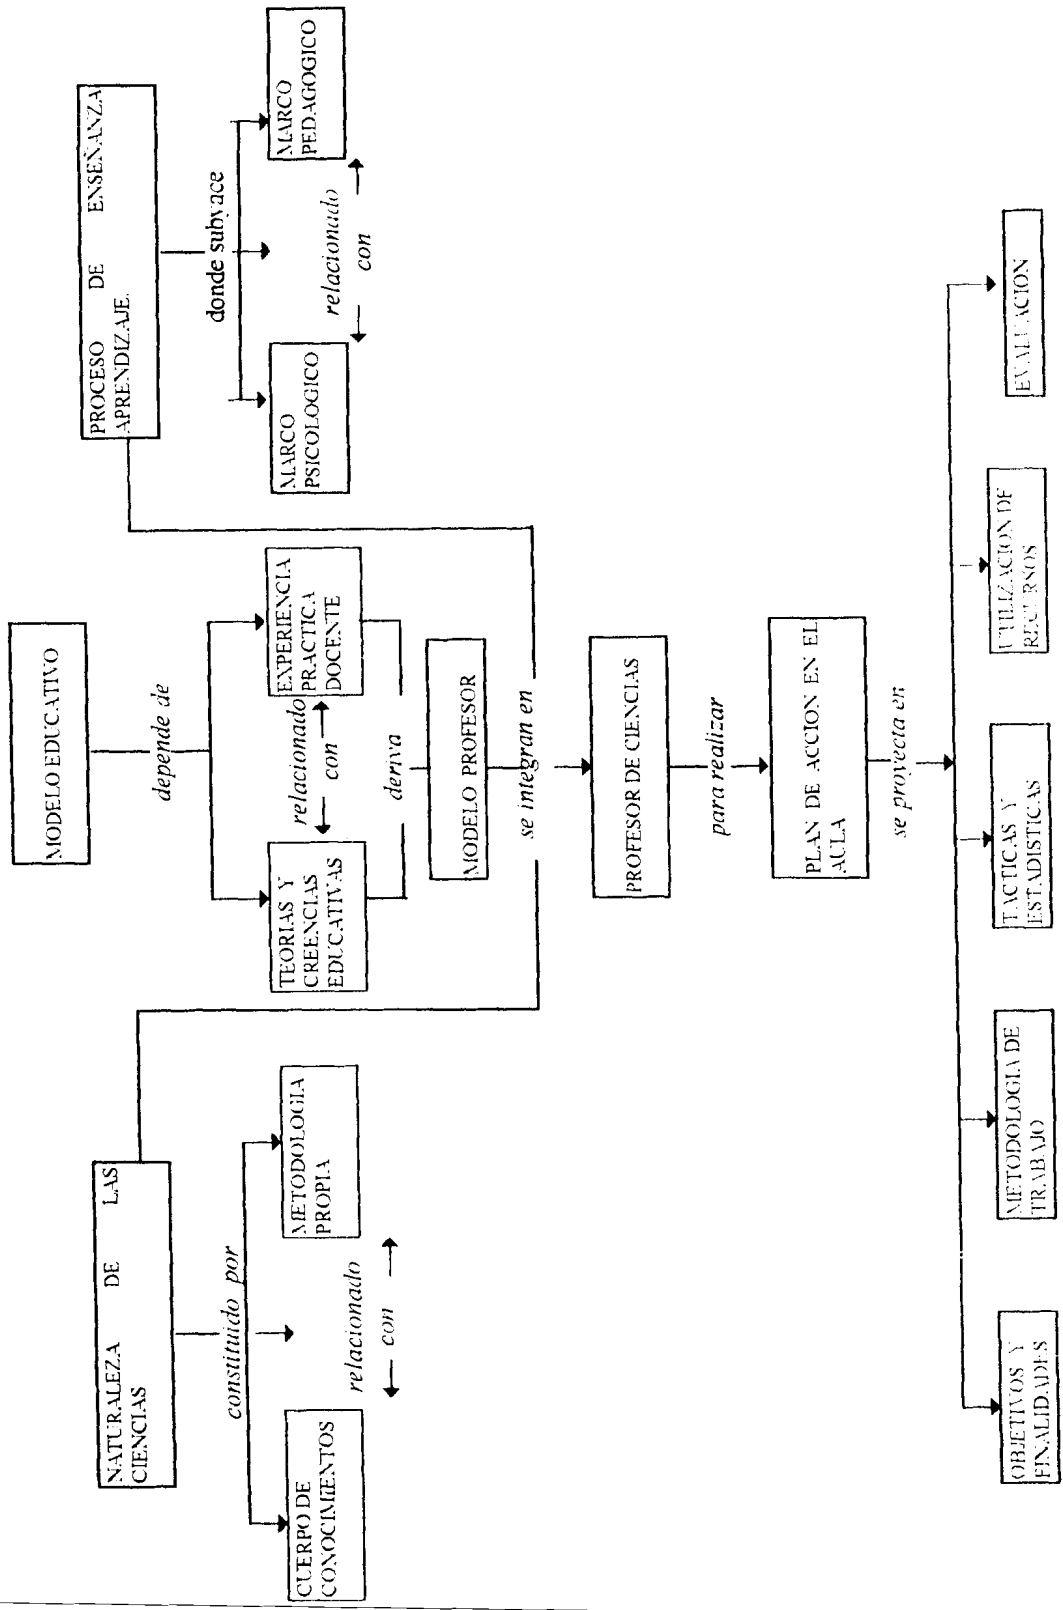 MODELO EDUCATIVO
NATURALEZA DE LAS
CIENCIAS
PROCESO DE ENSEÑANZA
APRENDIZAJE.
depende de
constituido por
donde subyace
CUERPO DE
CONOCIMIENTOS
relacionado
con
METODOLOGIA
PROPIA
TEORIAS Y
CREENCIAS
EDUCATIVAS
relacionado
con
EXPERIENCIA
PRACTICA
DOCENTE
MARCO
PSICOLOGICO
relacionado
con
MARCO
PEDAGOGICO
deriva
MODELO PROFESOR
se integran en
PROFESOR DE CIENCIAS
para realizar
PLAN DE ACCION EN EL
AULA
se proyecta en
OBJETIVOS Y
FINALIDADES
METODOLOGIA DE
TRABAJO
TACTICAS Y
ESTADISTICAS
UTILIZACION DE
RECURSOS
EVALUACION